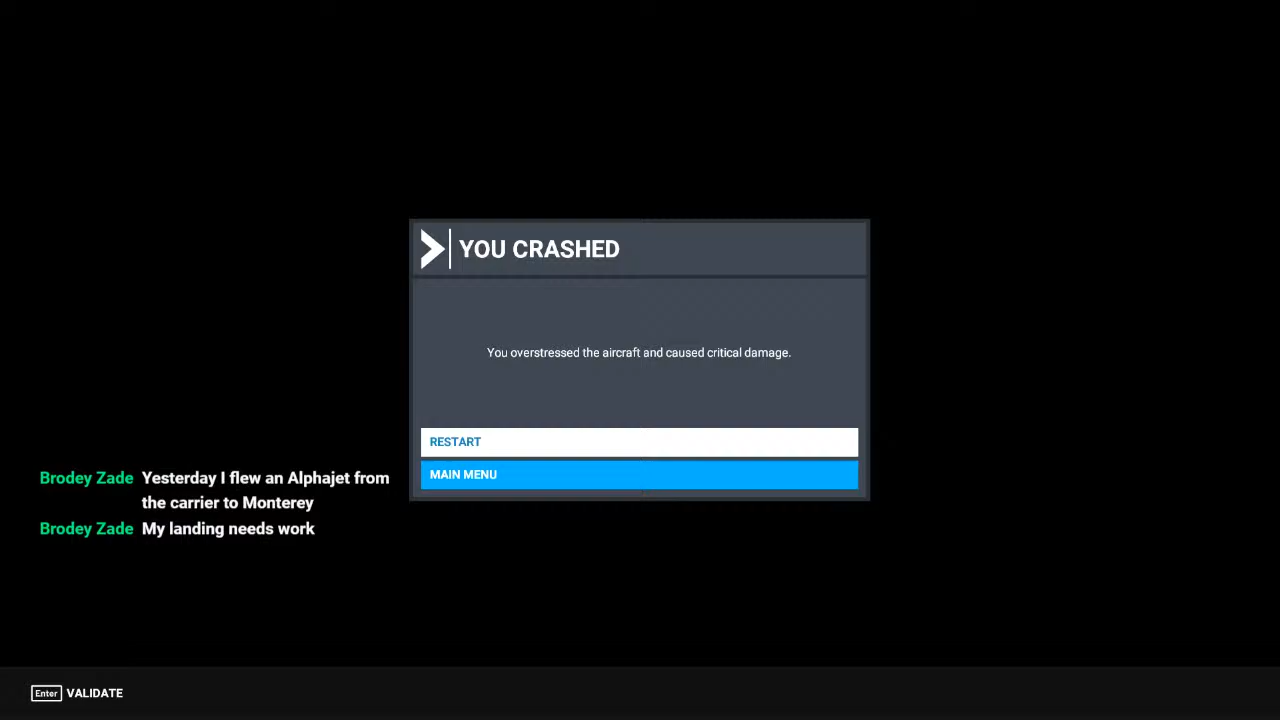 YOU CRASHED
You overstressed the aircraft and caused critical damage.
RESTART
MAIN MENU
Brodey Zade Yesterday I flew an Alphajet from
the carrier to Monterey
Brodey Zade My landing needs work
Enter VALIDATE